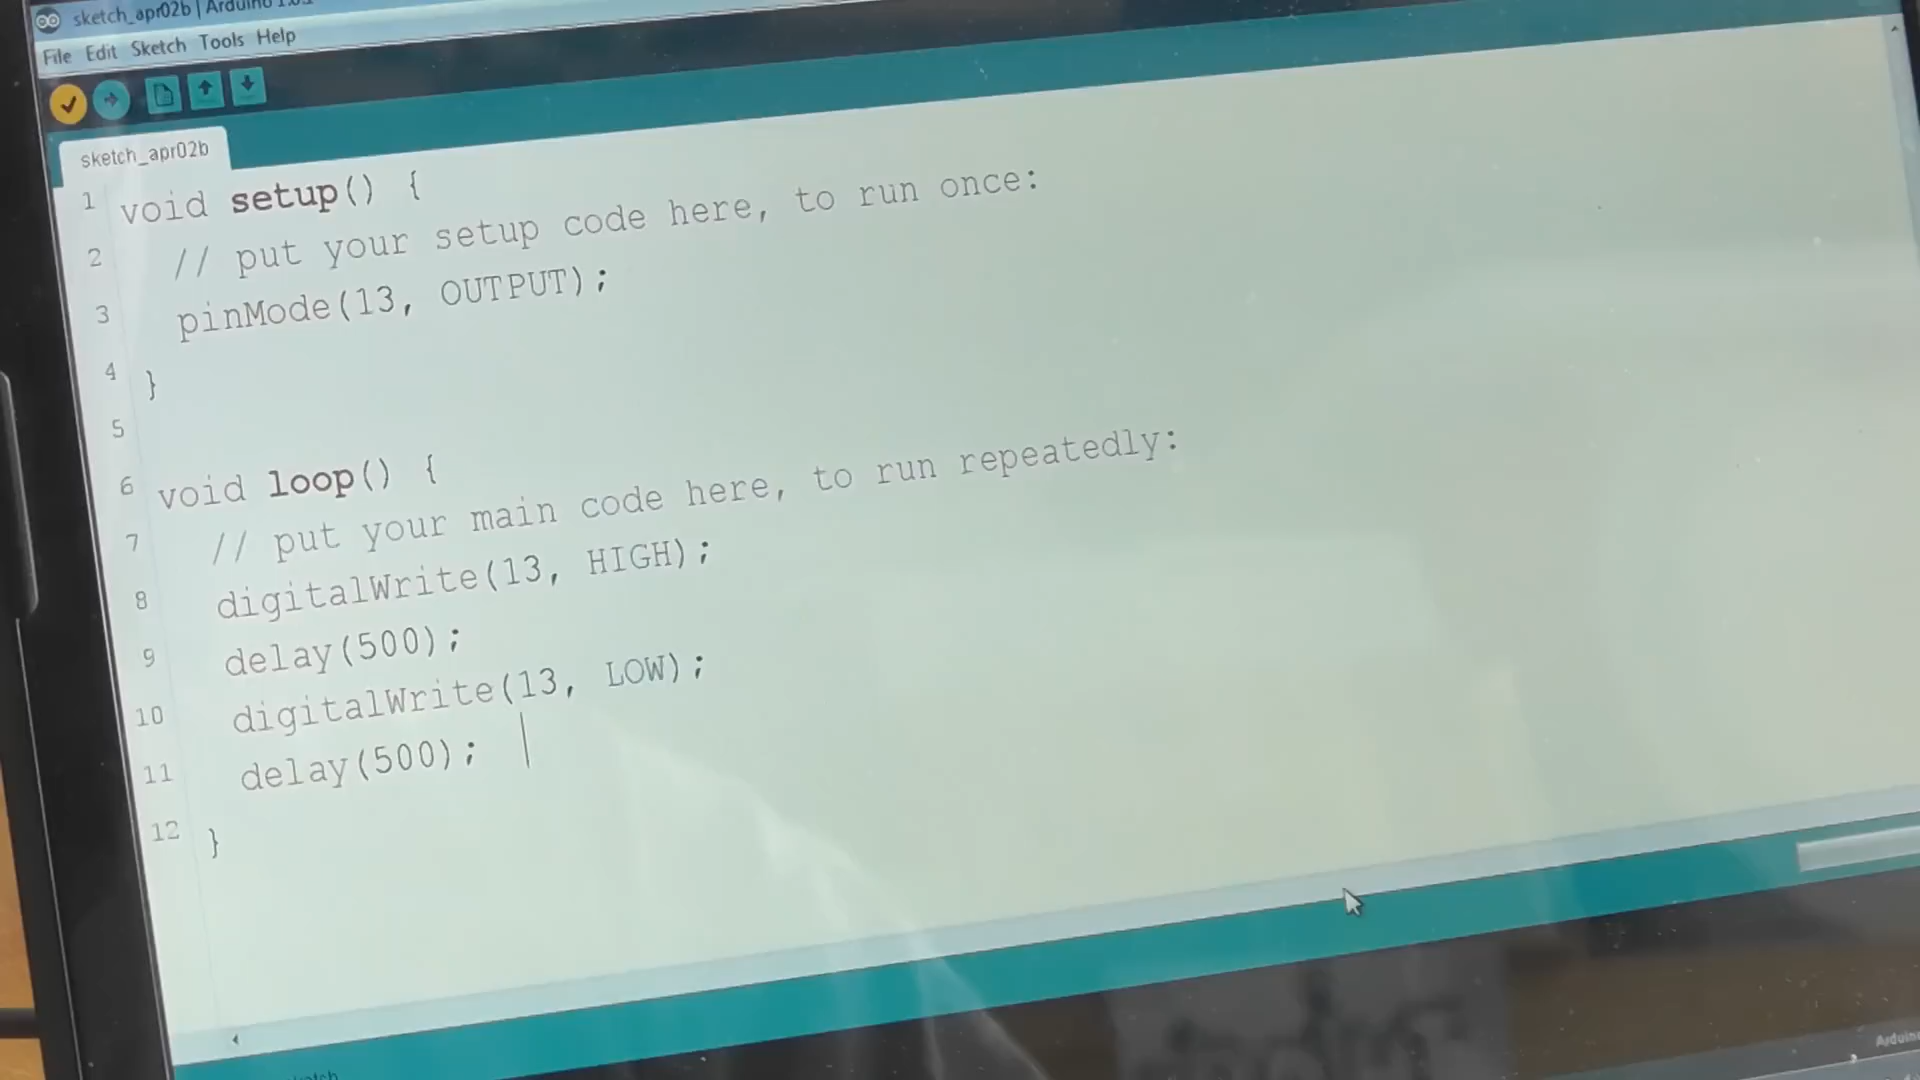 sketch_apr02b | Arduino
File Edit Sketch Tools Help
sketch_apr02b
1 void setup() {
2 // put your setup code here, to run once:
3 pinMode(13, OUTPUT);
4 }
5
6 void loop() {
7 // put your main code here, to run repeatedly:
8 digitalWrite(13, HIGH);
9 delay(500);
10 digitalWrite(13, LOW);
11 delay(500);
12 }